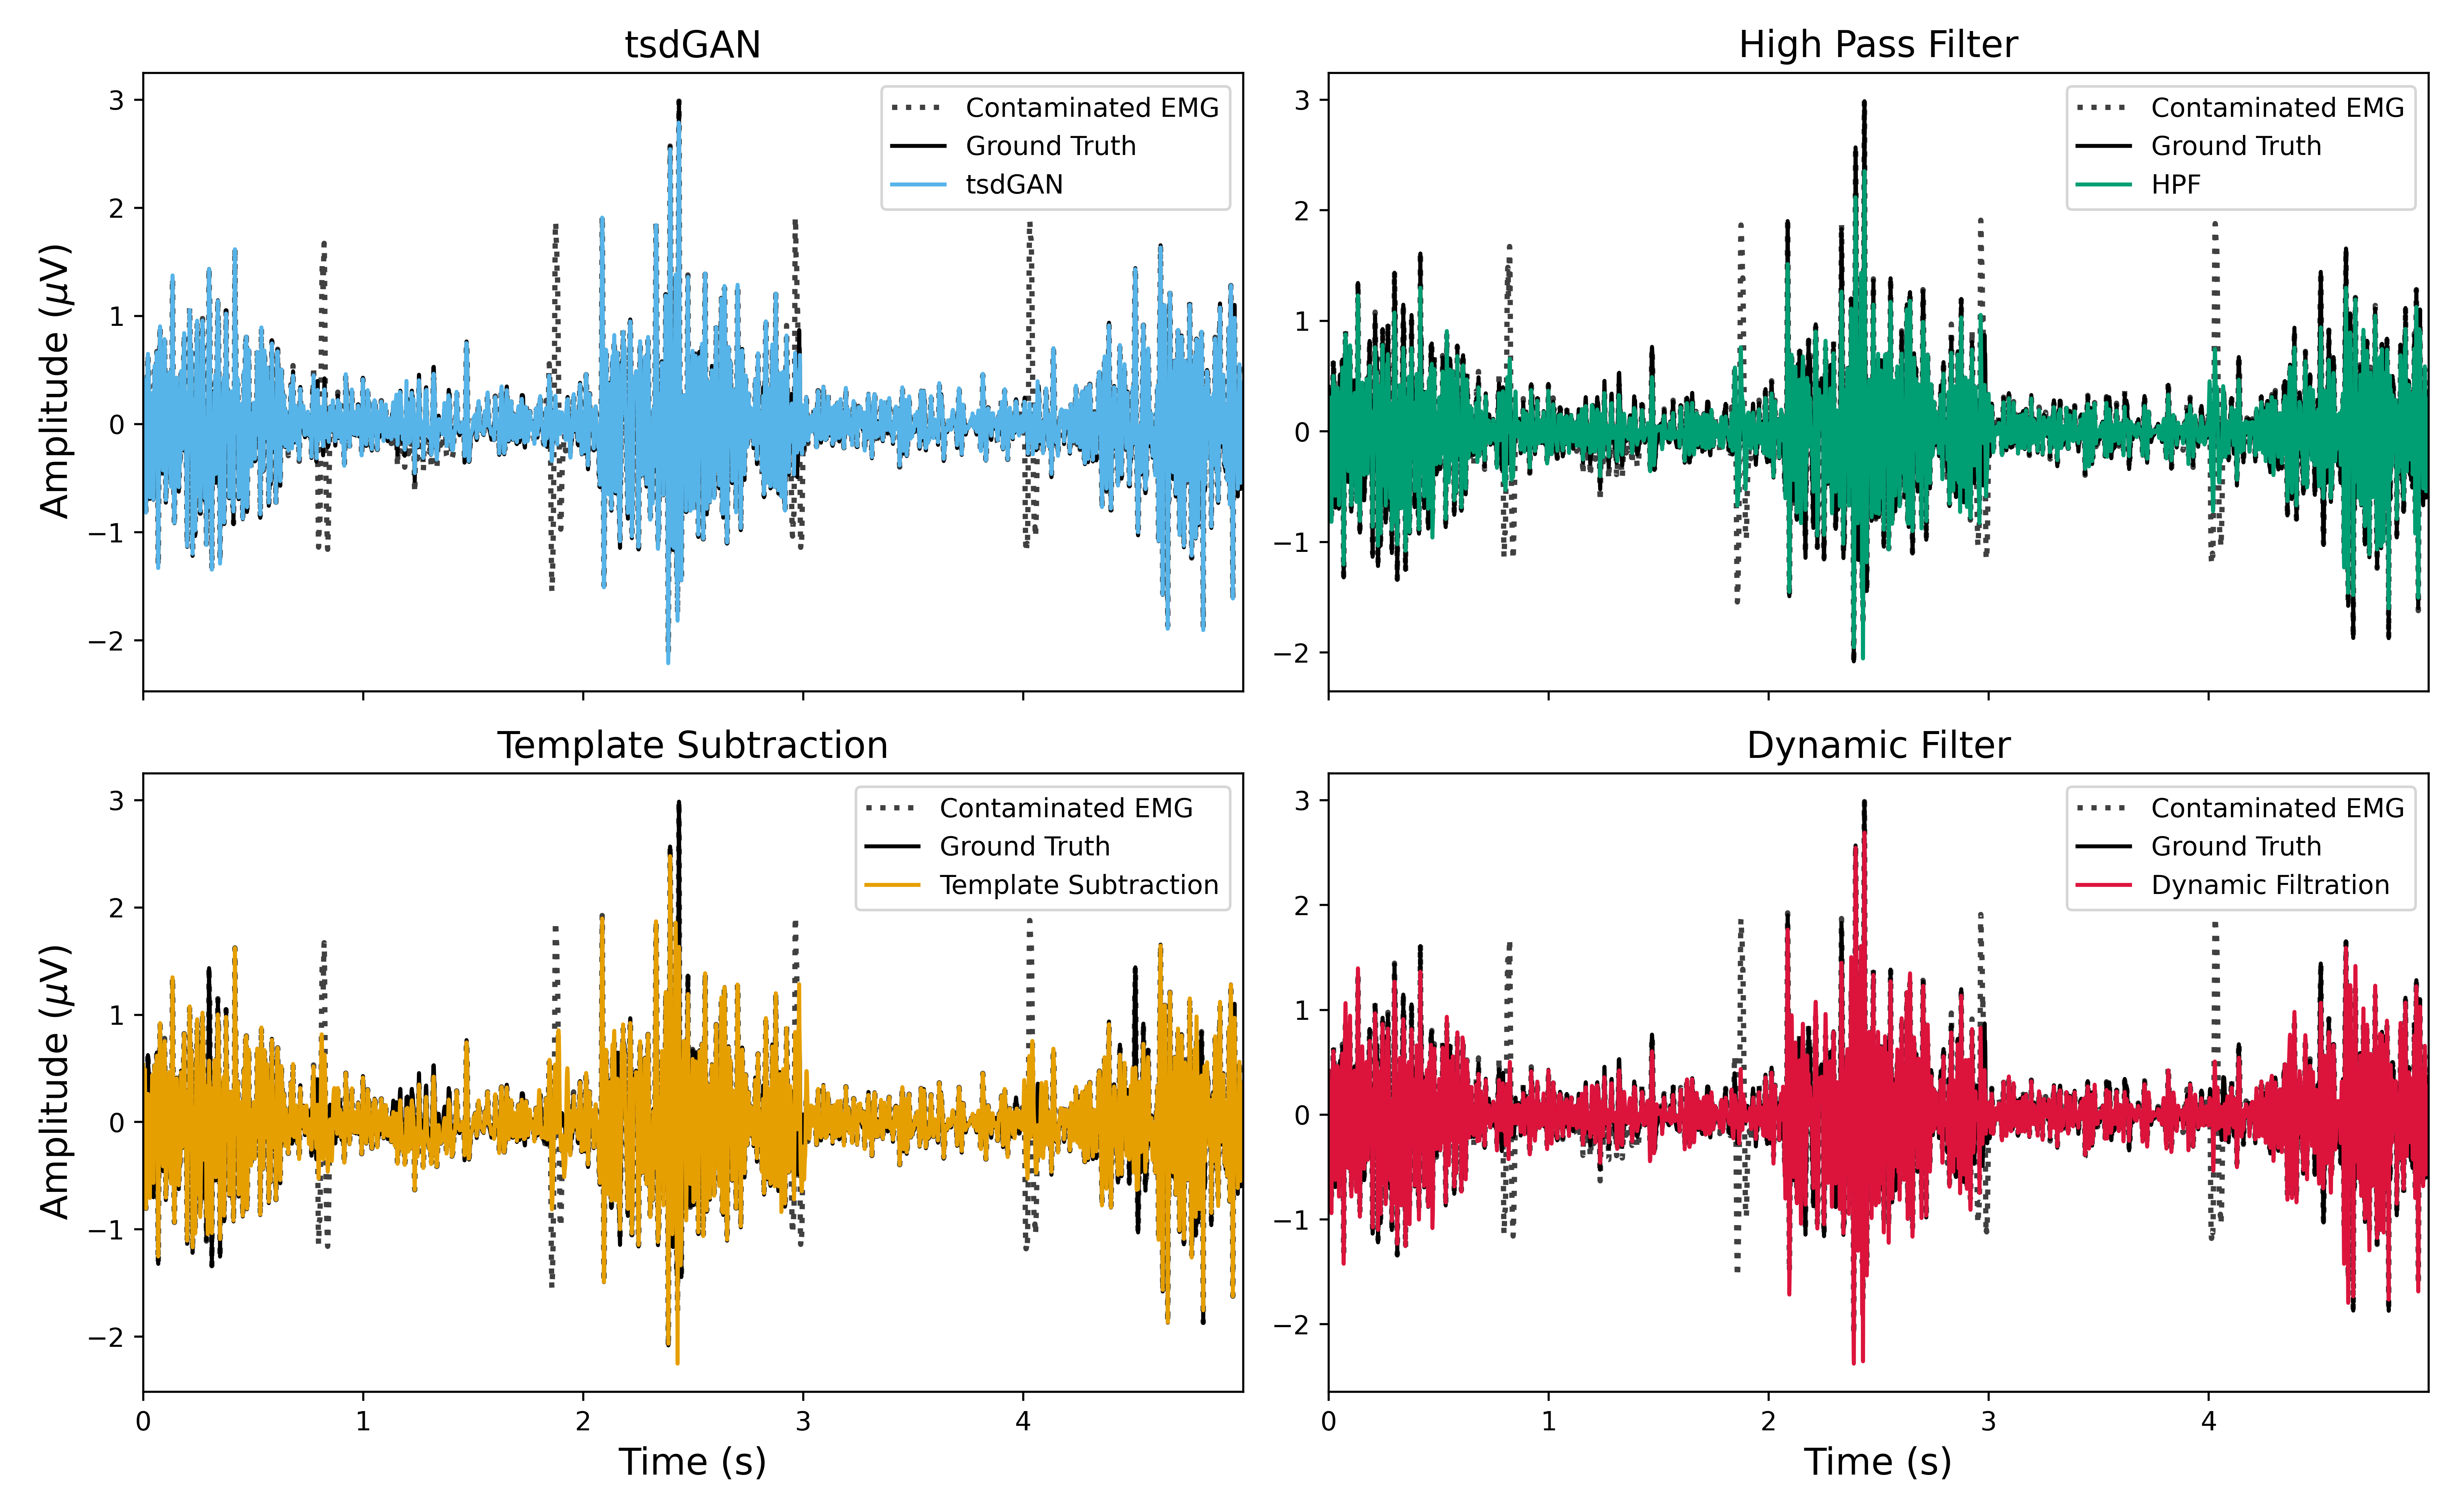 tsdGAN
Contaminated EMG
Ground Truth
tsdGAN
3
2
1
0
−1
−2
Amplitude (μV)
High Pass Filter
Contaminated EMG
Ground Truth
HPF
3
2
1
0
−1
−2
Template Subtraction
Contaminated EMG
Ground Truth
Template Subtraction
3
2
1
0
−1
−2
Amplitude (μV)
0 1 2 3 4
Time (s)
Dynamic Filter
Contaminated EMG
Ground Truth
Dynamic Filtration
3
2
1
0
−1
−2
0 1 2 3 4
Time (s)